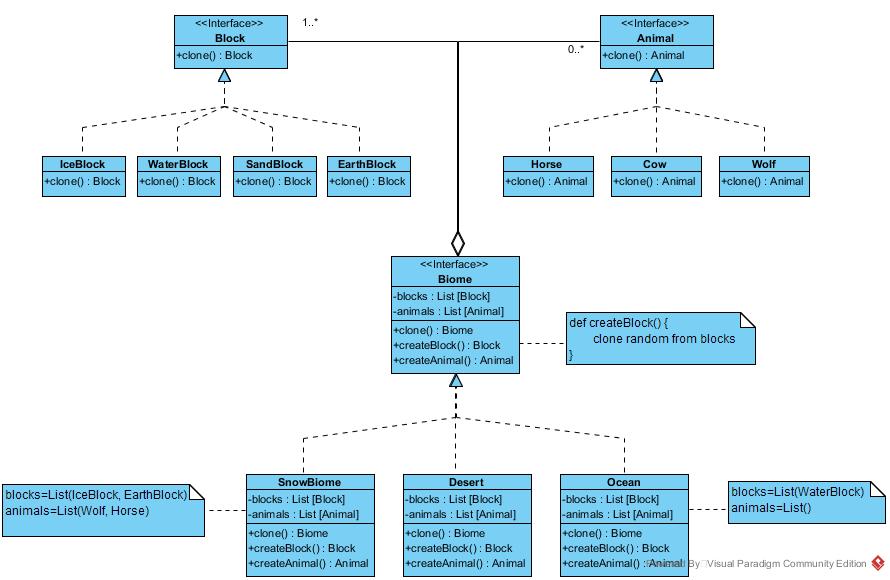 <<Interface>>
Block
+clone() : Block
1..*
0..*
<<Interface>>
Animal
+clone() : Animal
IceBlock
+clone() : Block
WaterBlock
+clone() : Block
SandBlock
+clone() : Block
EarthBlock
+clone() : Block
Horse
+clone() : Animal
Cow
+clone() : Animal
Wolf
+clone() : Animal
<<Interface>>
Biome
-blocks : List [Block]
-animals : List [Animal]
+clone() : Biome
+createBlock() : Block
+createAnimal() : Animal
def createBlock() {
clone random from blocks
}
blocks=List(IceBlock, EarthBlock)
animals=List(Wolf, Horse)
SnowBiome
-blocks : List [Block]
-animals : List [Animal]
+clone() : Biome
+createBlock() : Block
+createAnimal() : Animal
Desert
-blocks : List [Block]
-animals : List [Animal]
+clone() : Biome
+createBlock() : Block
+createAnimal() : Animal
Ocean
-blocks : List [Block]
-animals : List [Animal]
+clone() : Biome
+createBlock() : Block
+createAnimal() : Animal
blocks=List(WaterBlock)
animals=List()
Powered By Visual Paradigm Community Edition